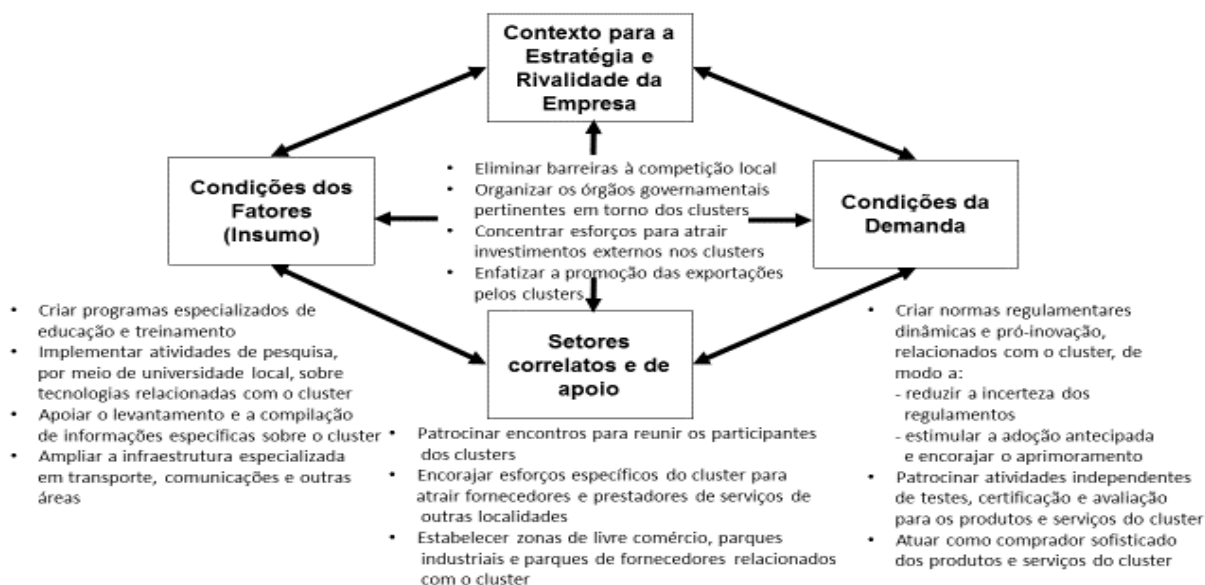 Contexto para a
Estratégia e
Rivalidade da
Empresa
Condições dos
Fatores
(Insumo)
• Eliminar barreiras à competição local
• Organizar os órgãos governamentais
pertinentes em torno dos clusters
• Concentrar esforços para atrair
investimentos externos nos clusters
• Enfatizar a promoção das exportações
pelos clusters
Condições da
Demanda
• Criar programas especializados de
educação e treinamento
• Implementar atividades de pesquisa,
por meio de universidade local, sobre
tecnologias relacionadas com o cluster
• Apoiar o levantamento e a compilação
de informações específicas sobre o cluster
• Ampliar a infraestrutura especializada
em transporte, comunicações e outras
áreas
Setores
correlatos e de
apoio
• Patrocinar encontros para reunir os participantes
dos clusters
• Encorajar esforços específicos do cluster para
atrair fornecedores e prestadores de serviços de
outras localidades
• Estabelecer zonas de livre comércio, parques
industriais e parques de fornecedores relacionados
com o cluster
• Criar normas regulamentares
dinâmicas e pró-inovação,
relacionados com o cluster, de
modo a:
- reduzir a incerteza dos
regulamentos
- estimular a adoção antecipada
e encorajar o aprimoramento
• Patrocinar atividades independentes
de testes, certificação e avaliação
para os produtos e serviços do cluster
• Atuar como comprador sofisticado
dos produtos e serviços do cluster